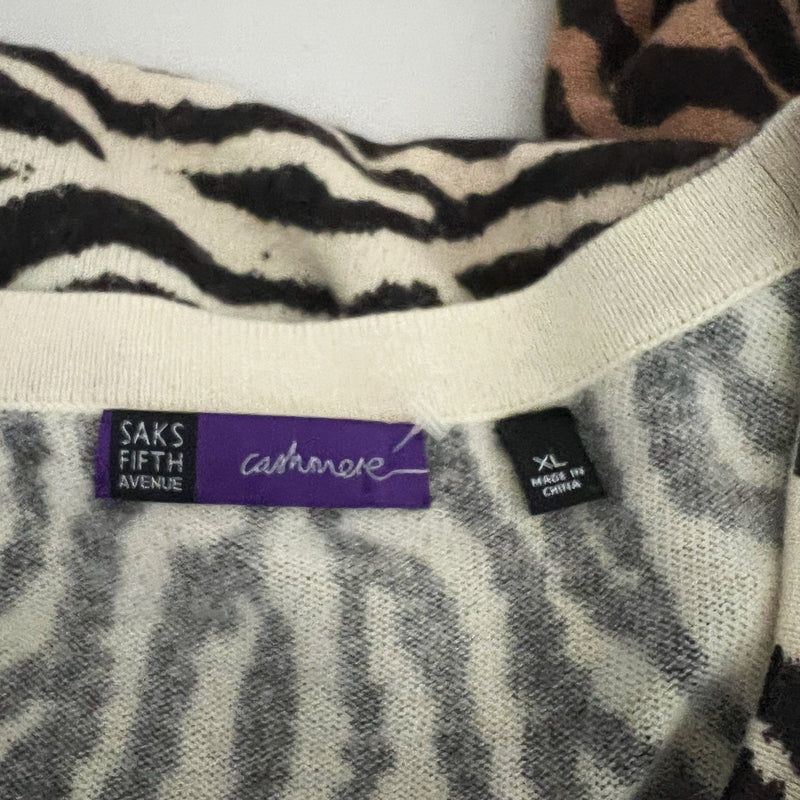 SAKS
FIFTH
AVENUE
cashmere
XL
MADE IN
CHINA